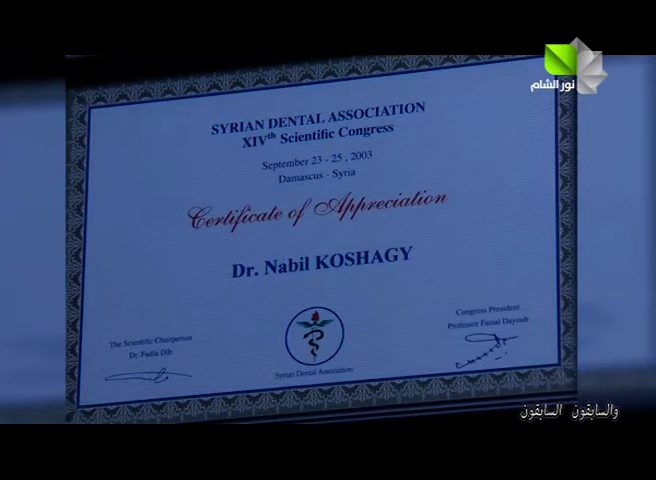 نور الشام
SYRIAN DENTAL ASSOCIATION
XIVth Scientific Congress
September 23 - 25 , 2003
Damascus - Syria
Certificate of Appreciation
Dr. Nabil KOSHAGY
The Scientific Chairperson
Dr. Fadia Dib
Congress President
Professor Faisal Dayoub
Syrian Dental Association
والسابقون السابقون